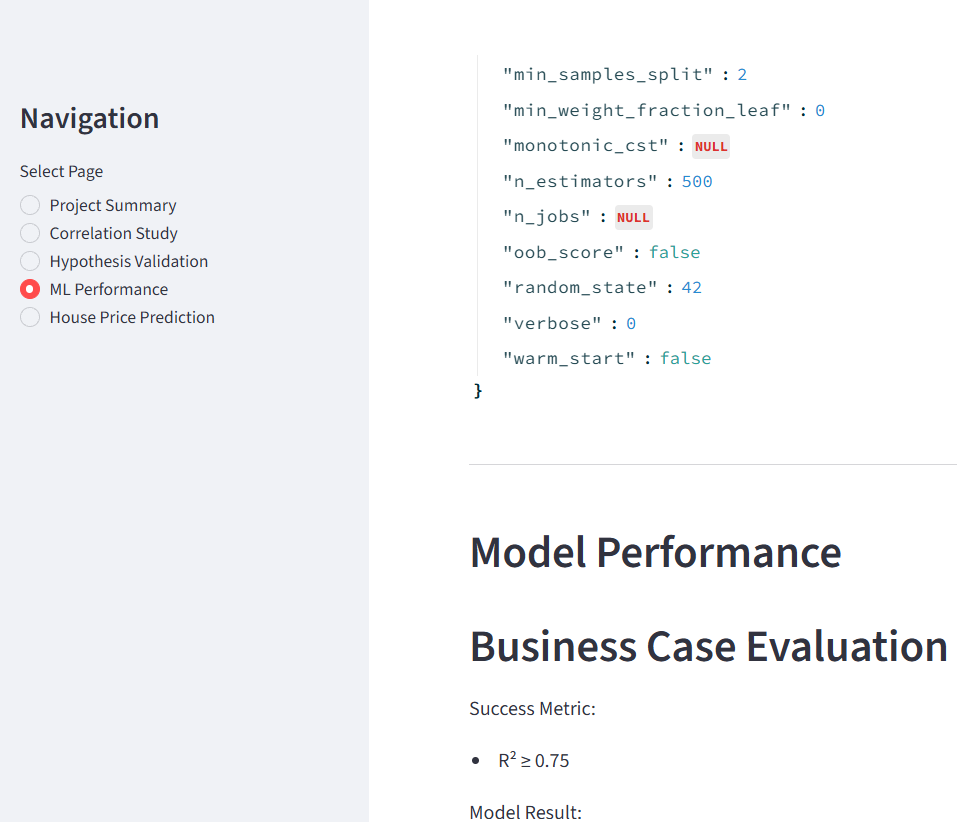 Navigation
Select Page
Project Summary
Correlation Study
Hypothesis Validation
ML Performance
House Price Prediction
"min_samples_split" : 2
"min_weight_fraction_leaf" : 0
"monotonic_cst" : NULL
"n_estimators" : 500
"n_jobs" : NULL
"oob_score" : false
"random_state" : 42
"verbose" : 0
"warm_start" : false
}
Model Performance
Business Case Evaluation
Success Metric:
• R² ≥ 0.75
Model Result: